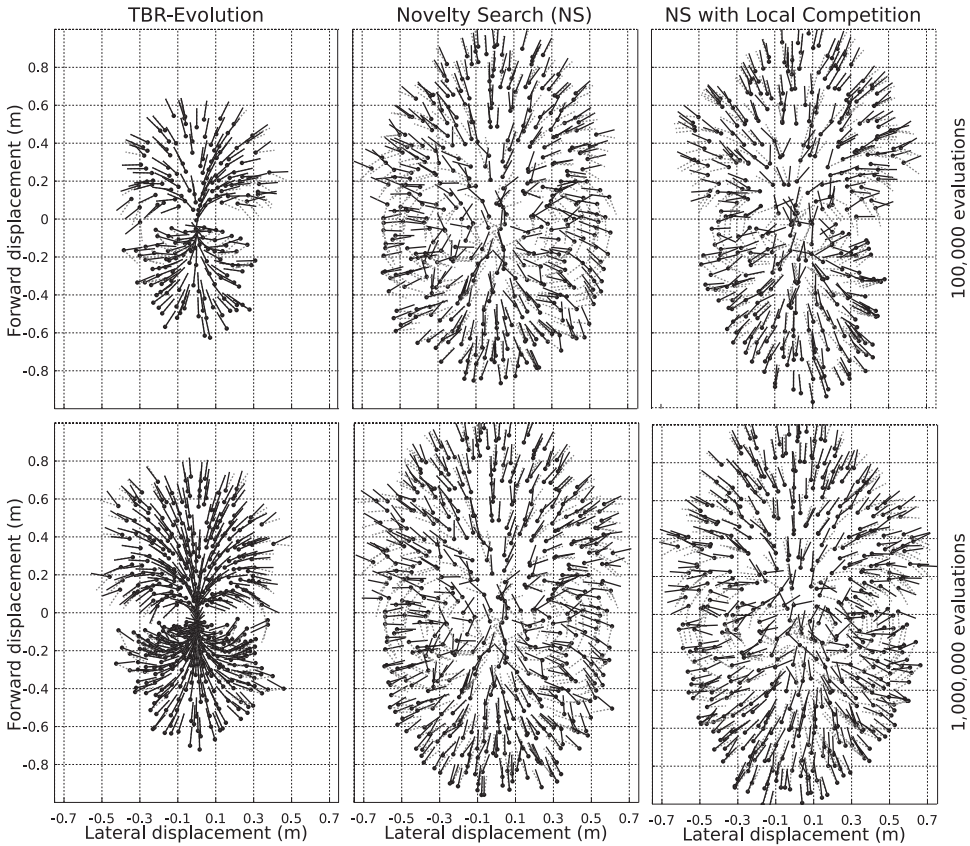 TBR-Evolution
Novelty Search (NS)
NS with Local Competition
0.8
0.6
0.4
0.2
0
-0.2
-0.4
-0.6
-0.8
Forward displacement (m)
100,000 evaluations
0.8
0.6
0.4
0.2
0
-0.2
-0.4
-0.6
-0.8
Forward displacement (m)
1,000,000 evaluations
-0.7 -0.5 -0.3 -0.1 0.1 0.3 0.5 0.7
-0.7 -0.5 -0.3 -0.1 0.1 0.3 0.5 0.7
-0.7 -0.5 -0.3 -0.1 0.1 0.3 0.5 0.7
Lateral displacement (m)
Lateral displacement (m)
Lateral displacement (m)